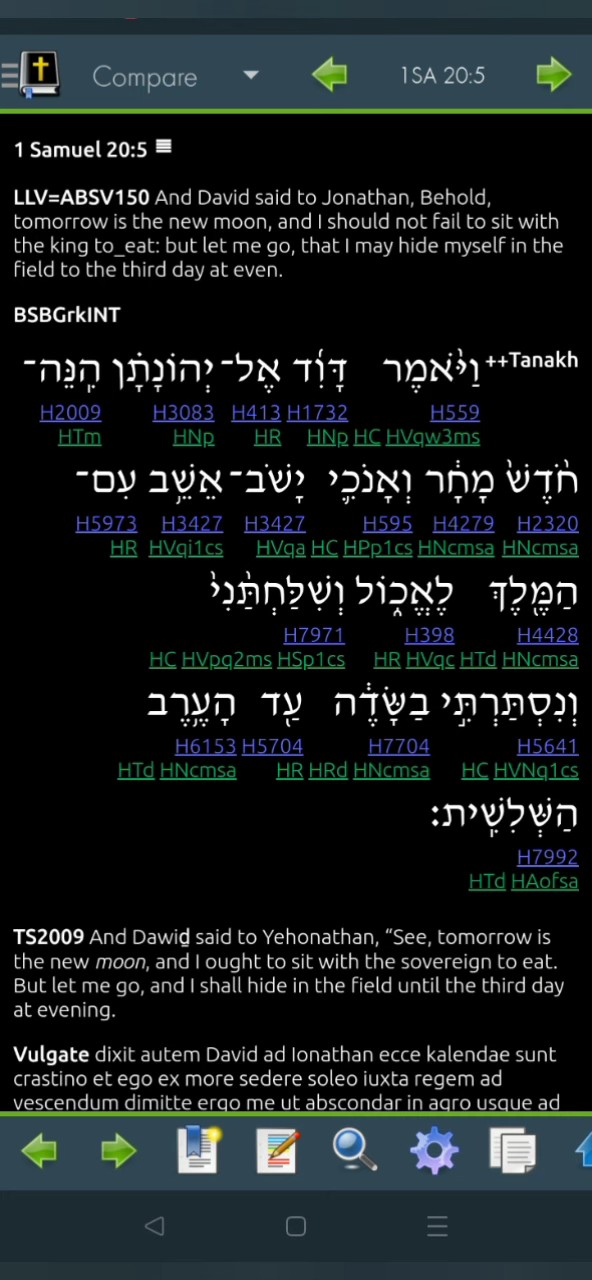 Compare
1SA 20:5
1 Samuel 20:5
LLV=ABSV150 And David said to Jonathan, Behold,
tomorrow is the new moon, and I should not fail to sit with
the king to_eat: but let me go, that I may hide myself in the
field to the third day at even.
BSBGrkINT
++Tanakh וַיֹּ֨אמֶר דָּוִ֜ד אֶל־ יְהוֹנָתָ֗ן הִֽנֵּה־
H2009 H3083 H413 H1732 H559
HTm HNp HR HNp HC HVqw3ms
חֹ֙דֶשׁ֙ מָחָ֔ר וְאָנֹכִ֛י יָשֹׁב־ אֵשֵׁ֥ב עִם־
H5973 H3427 H3427 H595 H4279 H2320
HR HVqi1cs HVqa HC HPp1cs HNcmsa HNcmsa
הַמֶּ֖לֶךְ לֶאֱכ֑וֹל וְשִׁלַּחְתַּ֙נִי֙
H7971 H398 H4428
HC HVpq2ms HSp1cs HR HVqc HTd HNcmsa
וְנִסְתַּרְתִּ֣י בַשָּׂדֶ֔ה עַ֖ד הָעֶ֥רֶב
H6153 H5704 H7704 H5641
HTd HNcmsa HR HRd HNcmsa HC HVNq1cs
הַשְּׁלִשִֽׁית׃
H7992
HTd HAofsa
TS2009 And Dawiḏ said to Yehonathan, “See, tomorrow is
the new moon, and I ought to sit with the sovereign to eat.
But let me go, and I shall hide in the field until the third day
at evening.
Vulgate dixit autem David ad Ionathan ecce kalendae sunt
crastino et ego ex more sedere soleo iuxta regem ad
vescendum dimitte ergo me ut abscondar in agro usque ad